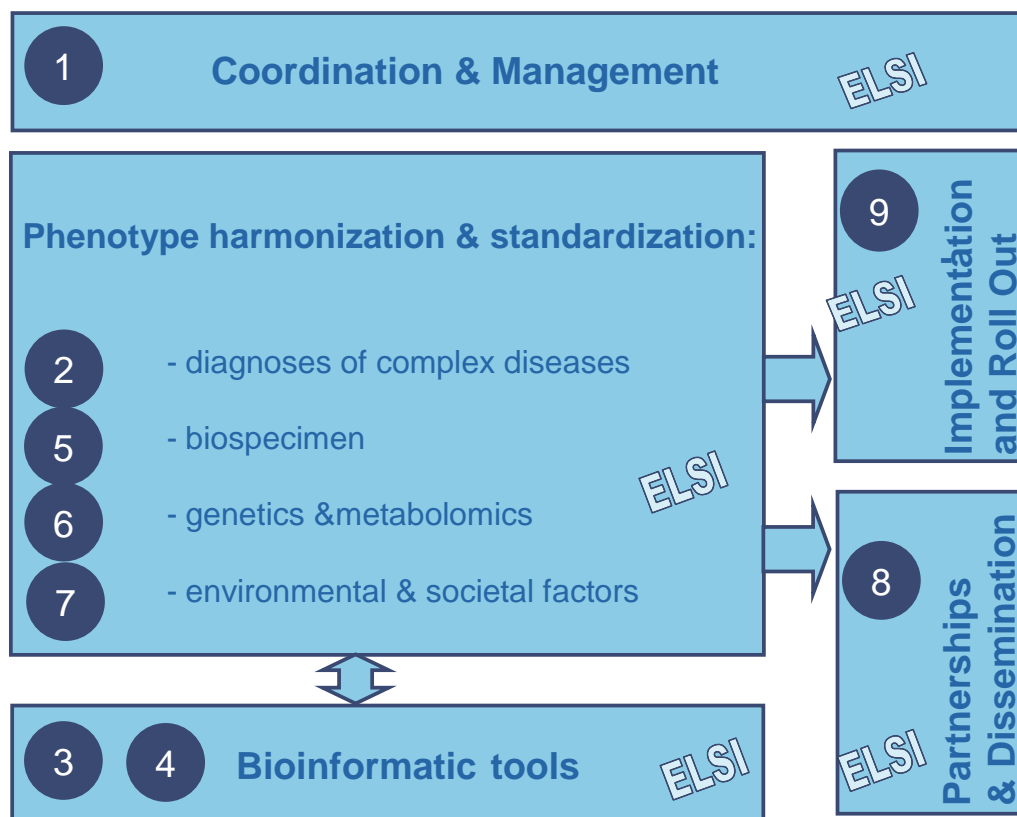 1
Coordination & Management
ELSI
Phenotype harmonization & standardization:
2
- diagnoses of complex diseases
5
- biospecimen
6
- genetics &metabolomics
7
- environmental & societal factors
ELSI
9
Implementation
and Roll Out
ELSI
8
Partnerships
& Dissemination
ELSI
3
4
Bioinformatic tools
ELSI